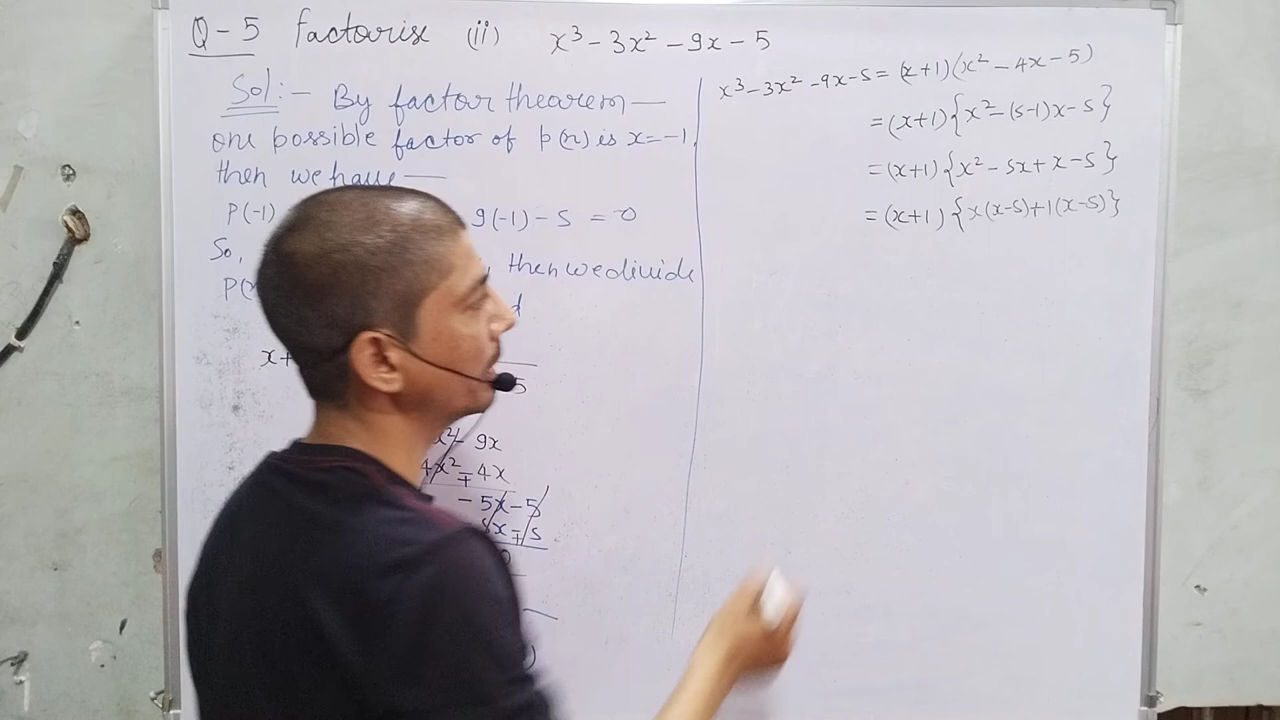 Q-5 Factorise (ii) x³ - 3x² - 9x - 5
Sol:- By factor theorem—
one possible factor of p(x) is x=-1,
then we have—
P(-1) 9(-1) - 5 = 0
So, , then we divide
P(x
x+
5
x² - 9x
4x² ∓ 4x
- 5x - 5
5x ∓ 5
0
)
x³ - 3x² - 9x - 5 = (x+1)(x² - 4x - 5)
= (x+1){x² - (5-1)x - 5}
= (x+1){x² - 5x + x - 5}
= (x+1){x(x-5)+1(x-5)}